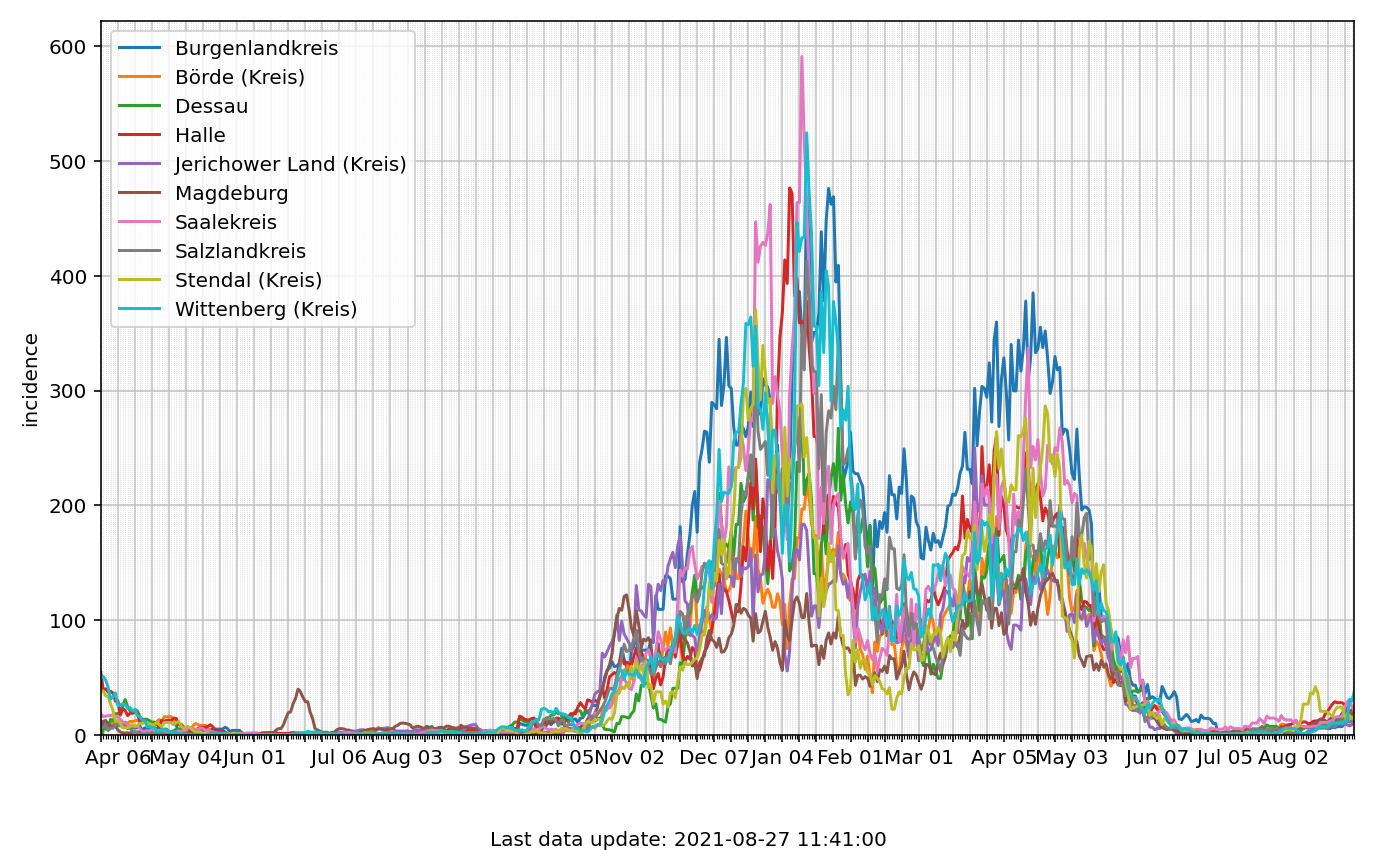 600
500
400
300
200
100
0
incidence
Burgenlandkreis
Börde (Kreis)
Dessau
Halle
Jerichower Land (Kreis)
Magdeburg
Saalekreis
Salzlandkreis
Stendal (Kreis)
Wittenberg (Kreis)
Apr 06 May 04 Jun 01 Jul 06 Aug 03 Sep 07 Oct 05 Nov 02 Dec 07 Jan 04 Feb 01 Mar 01 Apr 05 May 03 Jun 07 Jul 05 Aug 02
Last data update: 2021-08-27 11:41:00